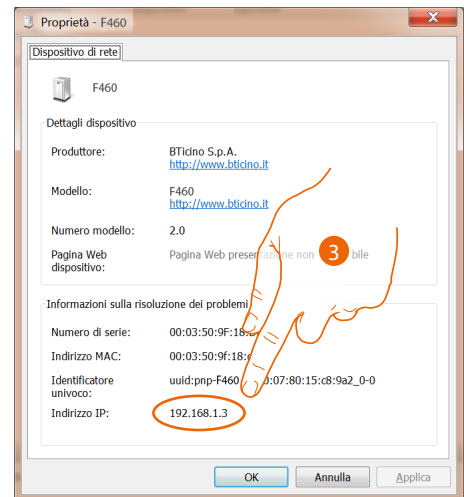 Proprietà - F460
Dispositivo di rete
F460
Dettagli dispositivo
Produttore: BTicino S.p.A.
http://www.bticino.it
Modello: F460
http://www.bticino.it
Numero modello: 2.0
Pagina Web dispositivo: Pagina Web presentazione non
3
Informazioni sulla risoluzione dei problemi
Numero di serie: 00:03:50:9F:18:
Indirizzo MAC: 00:03:50:9f:18:
Identificatore univoco: uuid:pnp-F460 :07:80:15:c8:9a2_0-0
Indirizzo IP: 192.168.1.3
OK Annulla Applica